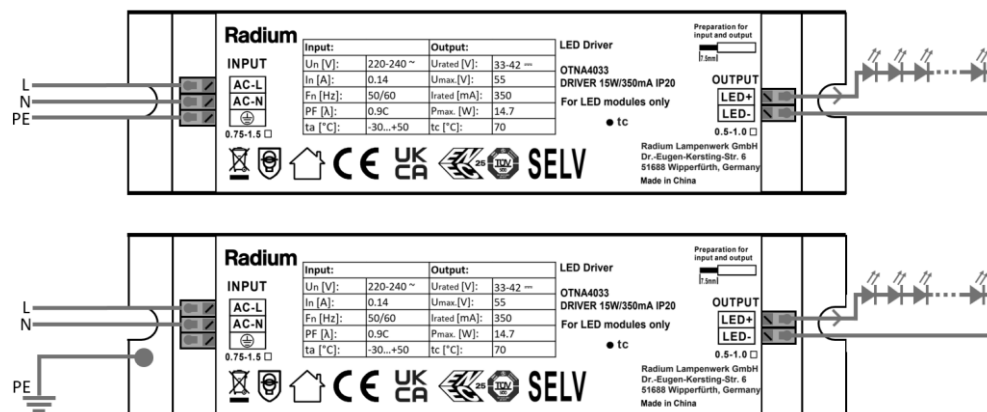 Radium
INPUT
L
N
PE
AC-L
AC-N
0.75-1.5
Input: Output:
Un [V]: 220-240 ~ Urated [V]: 33-42
In [A]: 0.14 Umax.[V]: 55
Fn [Hz]: 50/60 Irated [mA]: 350
PF [λ]: 0.9C Pmax. [W]: 14.7
ta [°C]: -30...+50 tc [°C]: 70
CE UK CA ENEC 25 TÜV SELV
LED Driver
OTNA4033
DRIVER 15W/350mA IP20
For LED modules only
tc
Preparation for
input and output
7.5mm
OUTPUT
LED+
LED-
0.5-1.0
Radium Lampenwerk GmbH
Dr.-Eugen-Kersting-Str. 6
51688 Wipperfürth, Germany
Made in China
Radium
INPUT
L
N
PE
AC-L
AC-N
0.75-1.5
Input: Output:
Un [V]: 220-240 ~ Urated [V]: 33-42
In [A]: 0.14 Umax.[V]: 55
Fn [Hz]: 50/60 Irated [mA]: 350
PF [λ]: 0.9C Pmax. [W]: 14.7
ta [°C]: -30...+50 tc [°C]: 70
CE UK CA ENEC 25 TÜV SELV
LED Driver
OTNA4033
DRIVER 15W/350mA IP20
For LED modules only
tc
Preparation for
input and output
7.5mm
OUTPUT
LED+
LED-
0.5-1.0
Radium Lampenwerk GmbH
Dr.-Eugen-Kersting-Str. 6
51688 Wipperfürth, Germany
Made in China